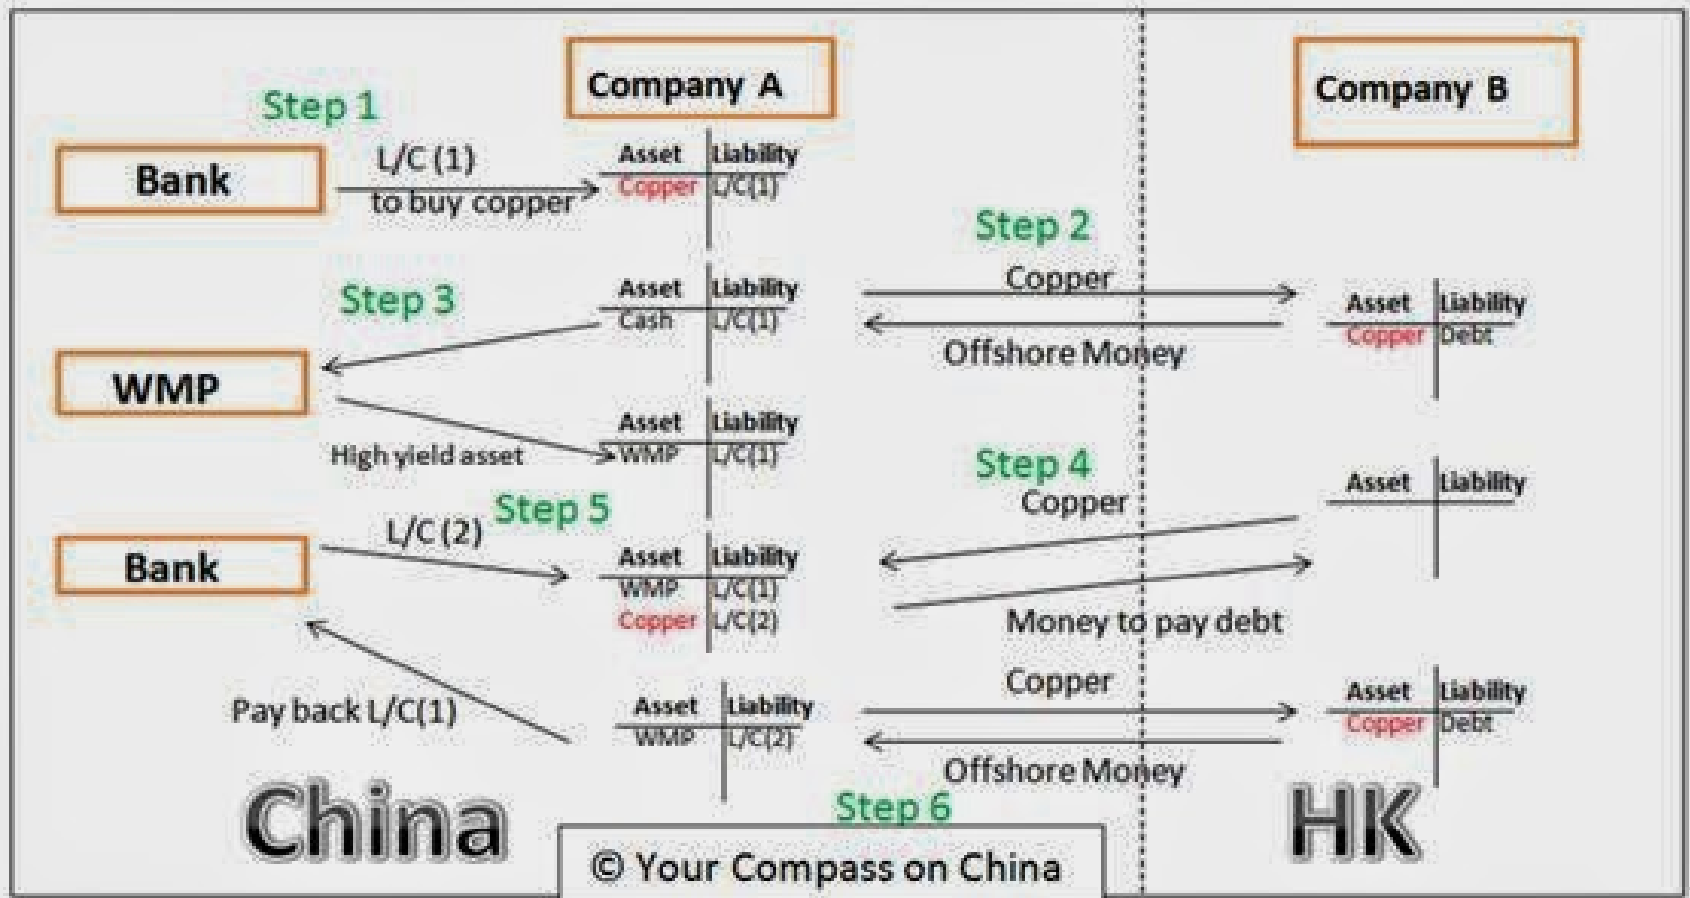 Company A
Company B
Step 1
Bank
L/C (1)
to buy copper
Asset Liability
Copper L/C(1)
Step 2
Copper
Offshore Money
Asset Liability
Copper Debt
Step 3
Asset Liability
Cash L/C(1)
WMP
High yield asset
Asset Liability
WMP L/C(1)
Step 4
Copper
Money to pay debt
Asset Liability
Step 5
L/C (2)
Bank
Asset Liability
WMP L/C(1)
Copper L/C(2)
Pay back L/C(1)
Asset Liability
WMP L/C(2)
Copper
Offshore Money
Asset Liability
Copper Debt
Step 6
China
HK
© Your Compass on China